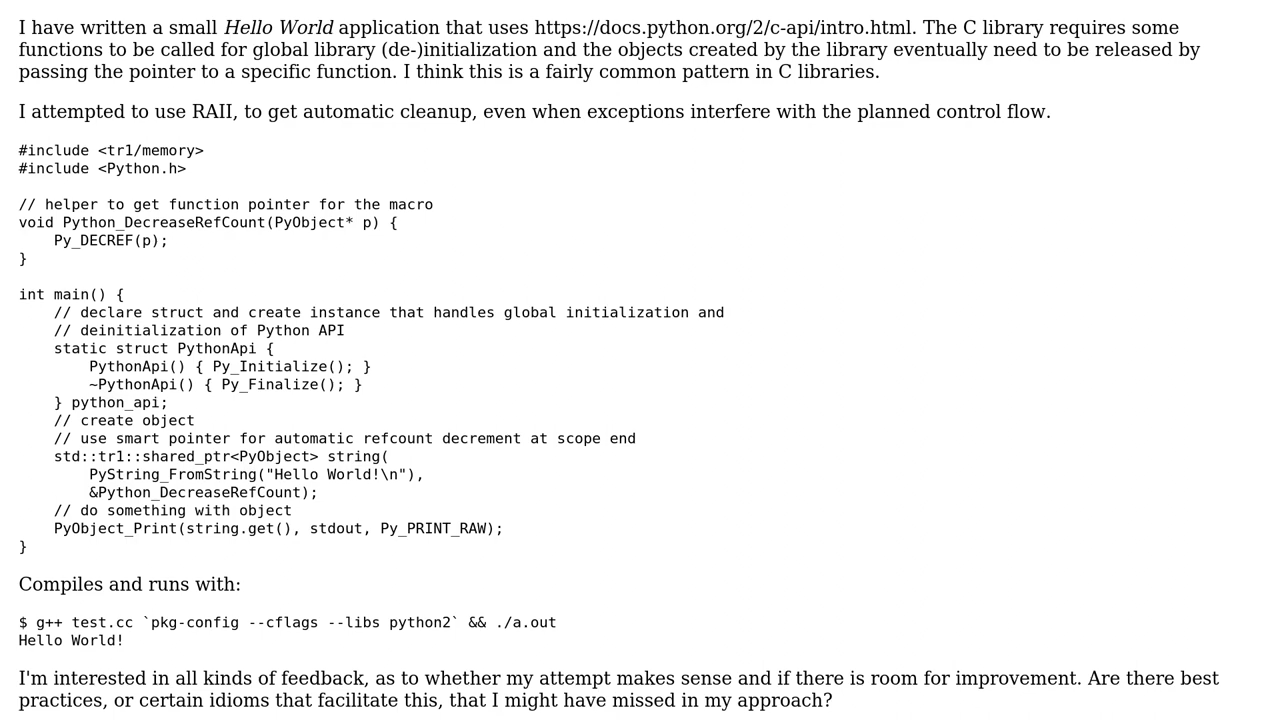 I have written a small Hello World application that uses https://docs.python.org/2/c-api/intro.html. The C library requires some
functions to be called for global library (de-)initialization and the objects created by the library eventually need to be released by
passing the pointer to a specific function. I think this is a fairly common pattern in C libraries.
I attempted to use RAII, to get automatic cleanup, even when exceptions interfere with the planned control flow.
#include <tr1/memory>
#include <Python.h>
// helper to get function pointer for the macro
void Python_DecreaseRefCount(PyObject* p) {
    Py_DECREF(p);
}
int main() {
    // declare struct and create instance that handles global initialization and
    // deinitialization of Python API
    static struct PythonApi {
        PythonApi() { Py_Initialize(); }
        ~PythonApi() { Py_Finalize(); }
    } python_api;
    // create object
    // use smart pointer for automatic refcount decrement at scope end
    std::tr1::shared_ptr<PyObject> string(
        PyString_FromString("Hello World!\n"),
        &Python_DecreaseRefCount);
    // do something with object
    PyObject_Print(string.get(), stdout, Py_PRINT_RAW);
}
Compiles and runs with:
$ g++ test.cc `pkg-config --cflags --libs python2` && ./a.out
Hello World!
I'm interested in all kinds of feedback, as to whether my attempt makes sense and if there is room for improvement. Are there best
practices, or certain idioms that facilitate this, that I might have missed in my approach?